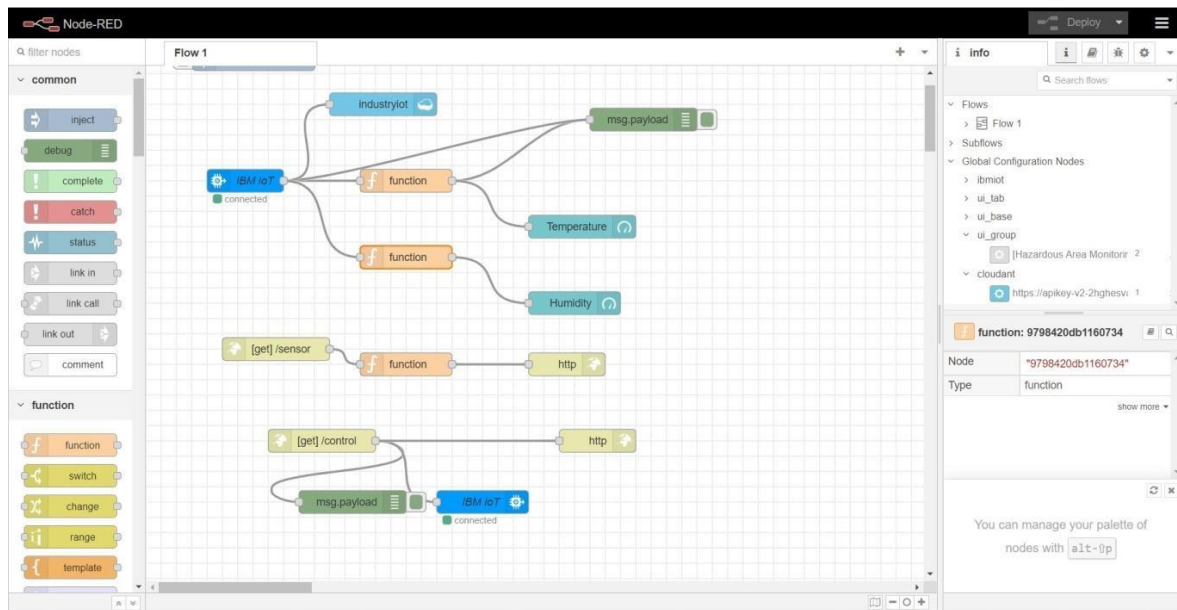 Node-RED
Deploy
filter nodes
Flow 1
i info
i
common
inject
debug
complete
catch
status
link in
link call
link out
comment
function
function
switch
change
range
template
industryiot
msg.payload
IBM IoT
connected
function
Temperature
function
Humidity
[get] /sensor
function
http
[get] /control
http
msg.payload
IBM IoT
connected
Search flows
Flows
Flow 1
Subflows
Global Configuration Nodes
ibmiot
ui_tab
ui_base
ui_group
[Hazardous Area Monitorir 2
cloudant
https://apikey-v2-2hghesv 1
function: 9798420db1160734
Node "9798420db1160734"
Type function
show more
You can manage your palette of
nodes with alt-⇧p